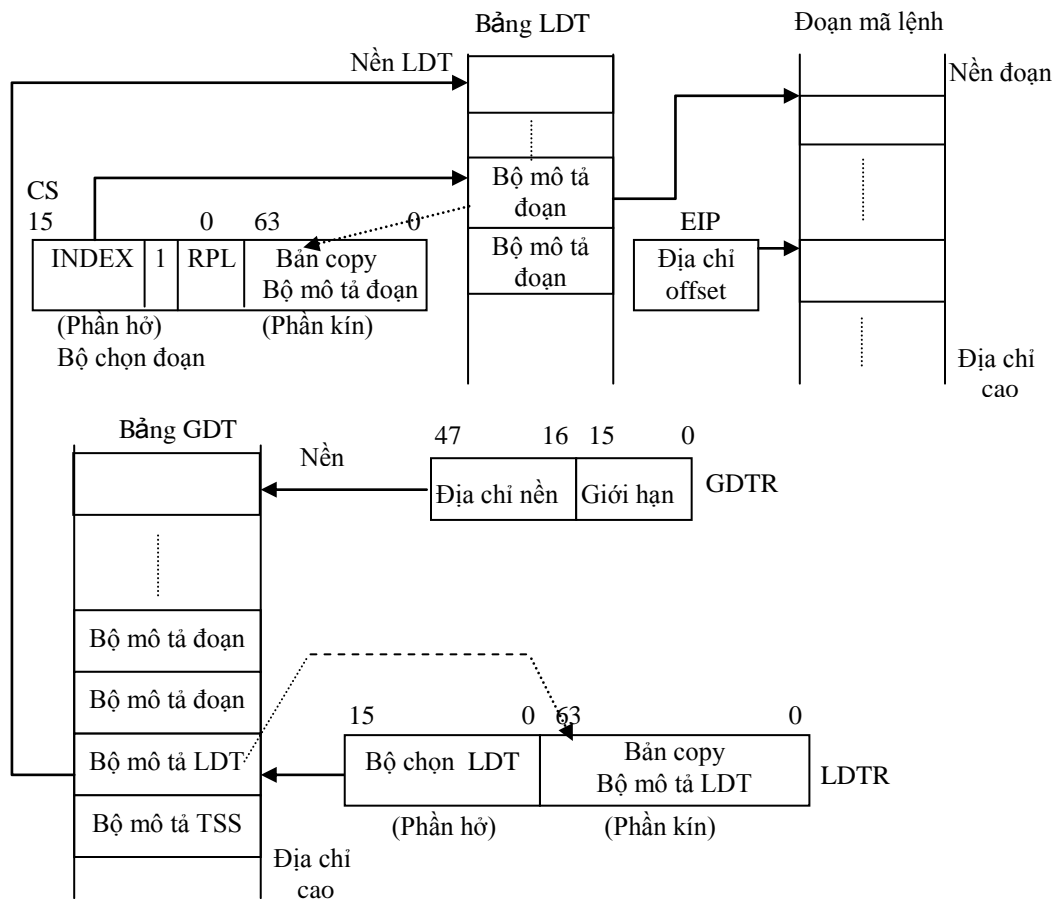 Bảng LDT
Đoạn mã lệnh
Nền LDT
Nền đoạn
Bộ mô tả
đoạn
Bộ mô tả
đoạn
CS
15 0 63 0
INDEX 1 RPL Bản copy
Bộ mô tả đoạn
(Phần hở) (Phần kín)
Bộ chọn đoạn
EIP
Địa chỉ
offset
Địa chỉ
cao
Bảng GDT
Nền
47 16 15 0
Địa chỉ nền Giới hạn GDTR
Bộ mô tả đoạn
Bộ mô tả đoạn
Bộ mô tả LDT
Bộ mô tả TSS
15 0 63 0
Bộ chọn LDT Bản copy
Bộ mô tả LDT
LDTR
(Phần hở) (Phần kín)
Địa chỉ
cao